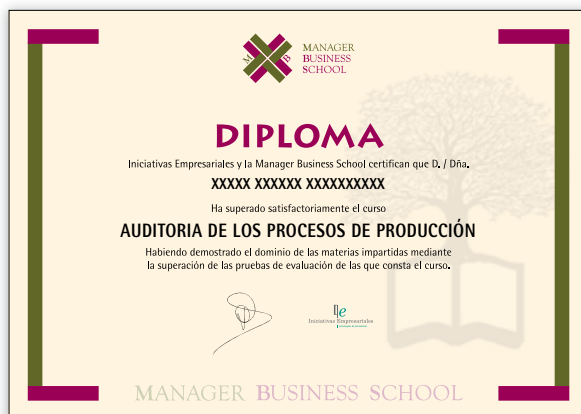 M B
MANAGER
BUSINESS
SCHOOL
DIPLOMA
Iniciativas Empresariales y la Manager Business School certifican que D. / Dña.
XXXXX XXXXXX XXXXXXXXXX
Ha superado satisfactoriamente el curso
AUDITORIA DE LOS PROCESOS DE PRODUCCIÓN
Habiendo demostrado el dominio de las materias impartidas mediante
la superación de las pruebas de evaluación de las que consta el curso.
Ie
Iniciativas Empresariales
MANAGER BUSINESS SCHOOL